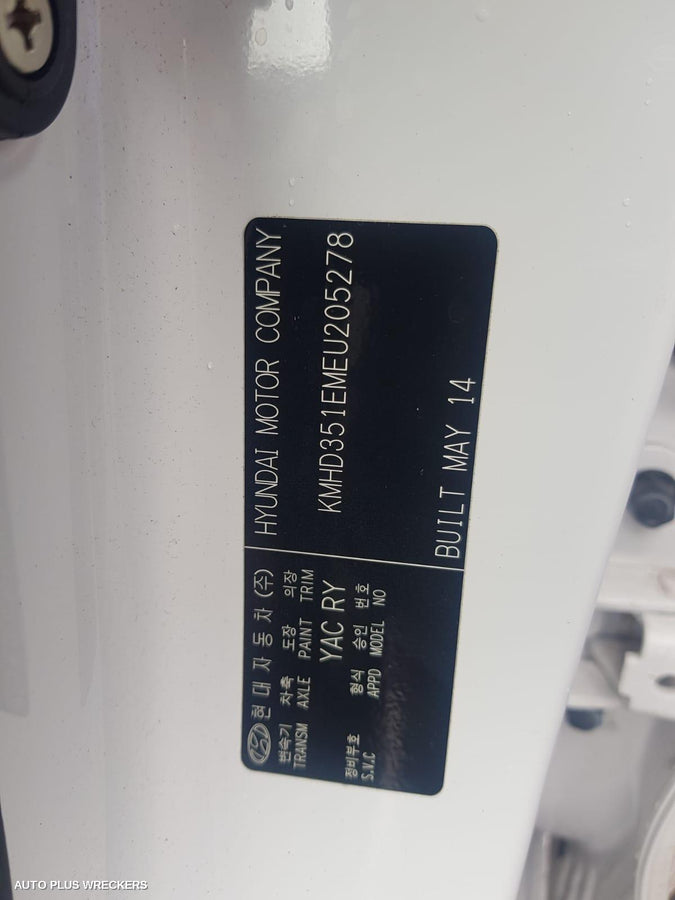 현대자동차(주) HYUNDAI MOTOR COMPANY
변속기 차축 도장 의장
TRANSM AXLE PAINT TRIM
YAC RY
KMHD351EMEU205278
정비부호 형식 승인 번호
S.V.C APPD MODEL NO
BUILT MAY 14
AUTO PLUS WRECKERS